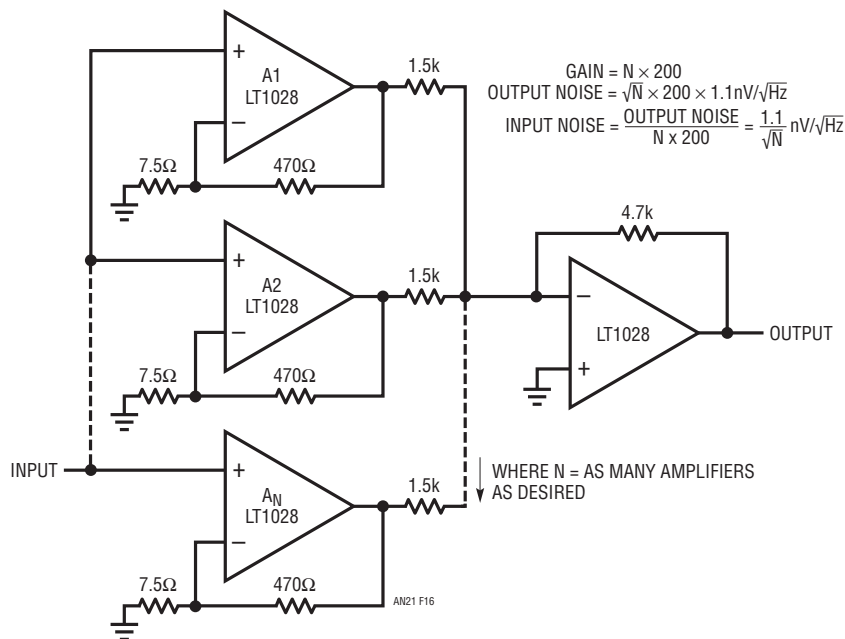 1.5k
A1
LT1028
+
–
7.5Ω
470Ω
GAIN = N × 200
OUTPUT NOISE = √N × 200 × 1.1nV/√Hz
INPUT NOISE = OUTPUT NOISE / N x 200 = 1.1 / √N nV/√Hz
1.5k
A2
LT1028
+
–
7.5Ω
470Ω
4.7k
–
+
LT1028
OUTPUT
INPUT
1.5k
AN
LT1028
+
–
7.5Ω
470Ω
WHERE N = AS MANY AMPLIFIERS
AS DESIRED
AN21 F16